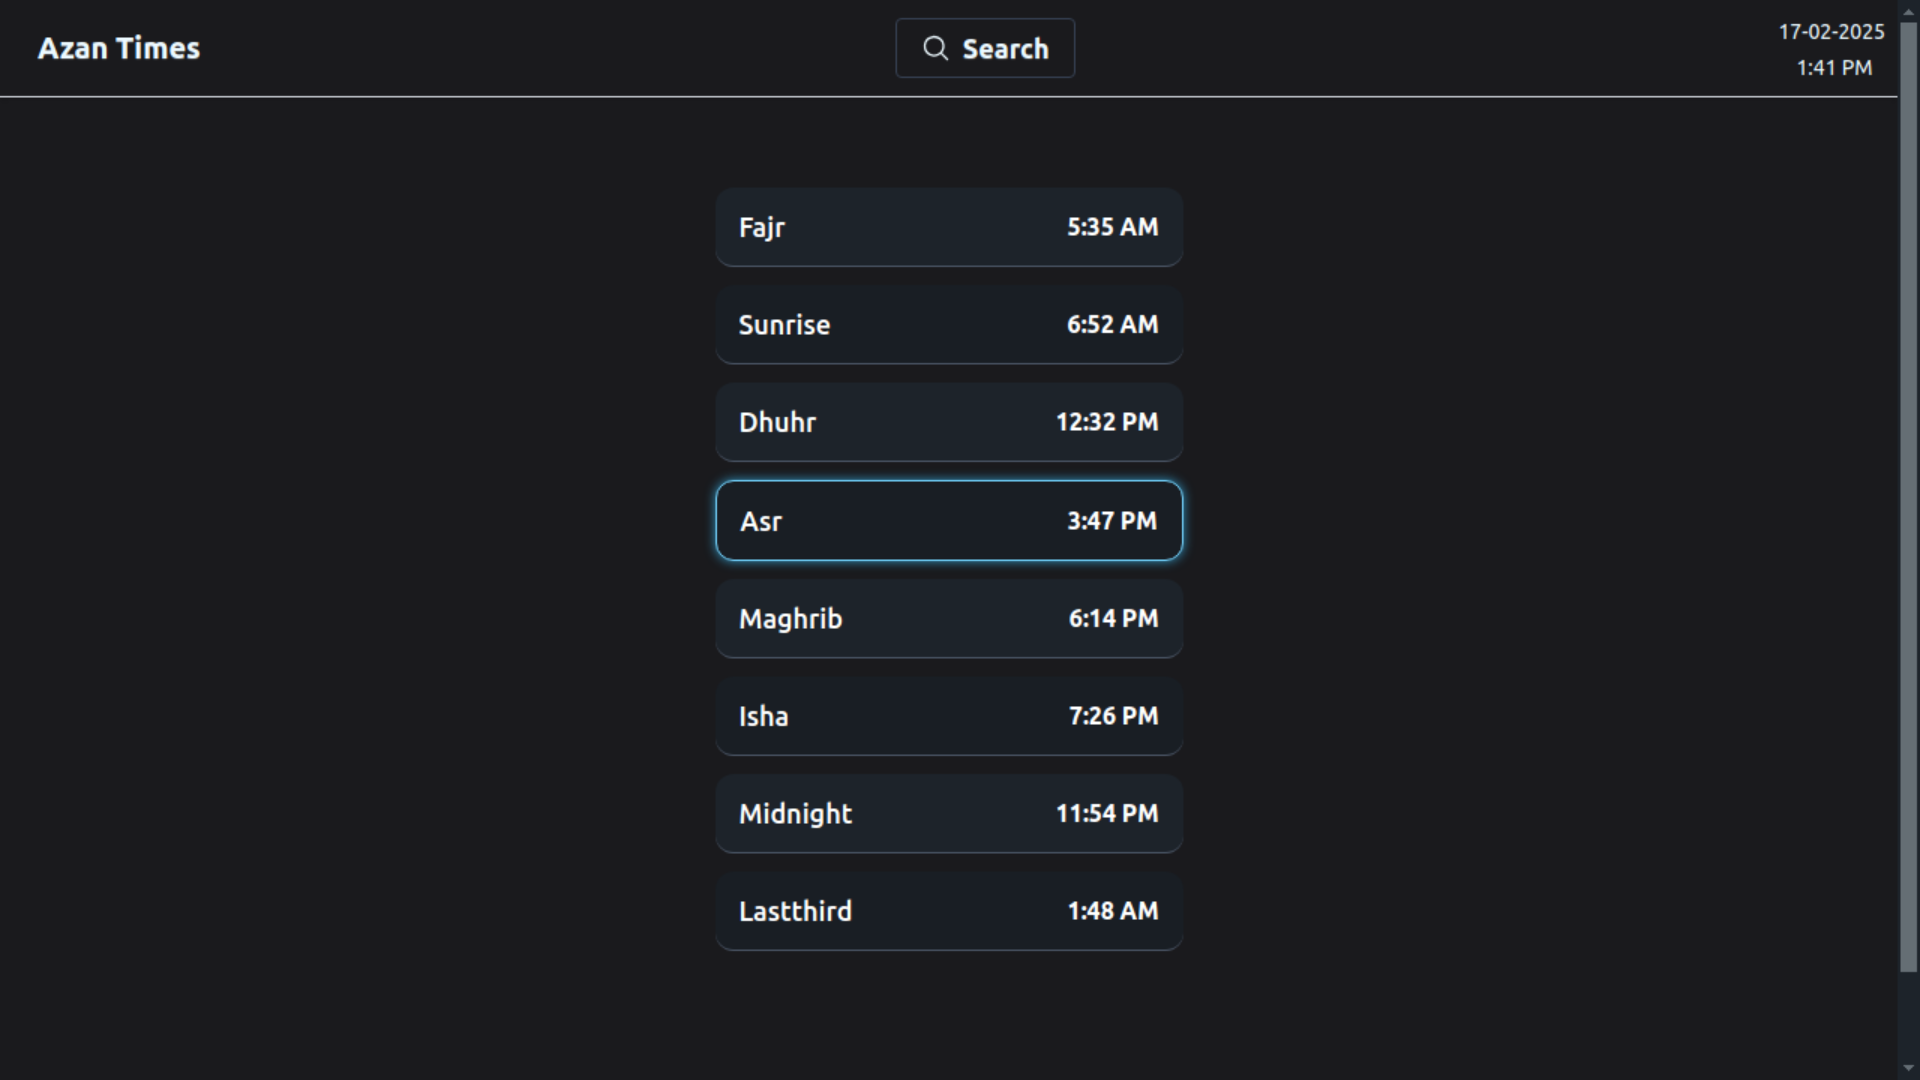 Azan Times
Search
17-02-2025
1:41 PM
Fajr 5:35 AM
Sunrise 6:52 AM
Dhuhr 12:32 PM
Asr 3:47 PM
Maghrib 6:14 PM
Isha 7:26 PM
Midnight 11:54 PM
Lastthird 1:48 AM